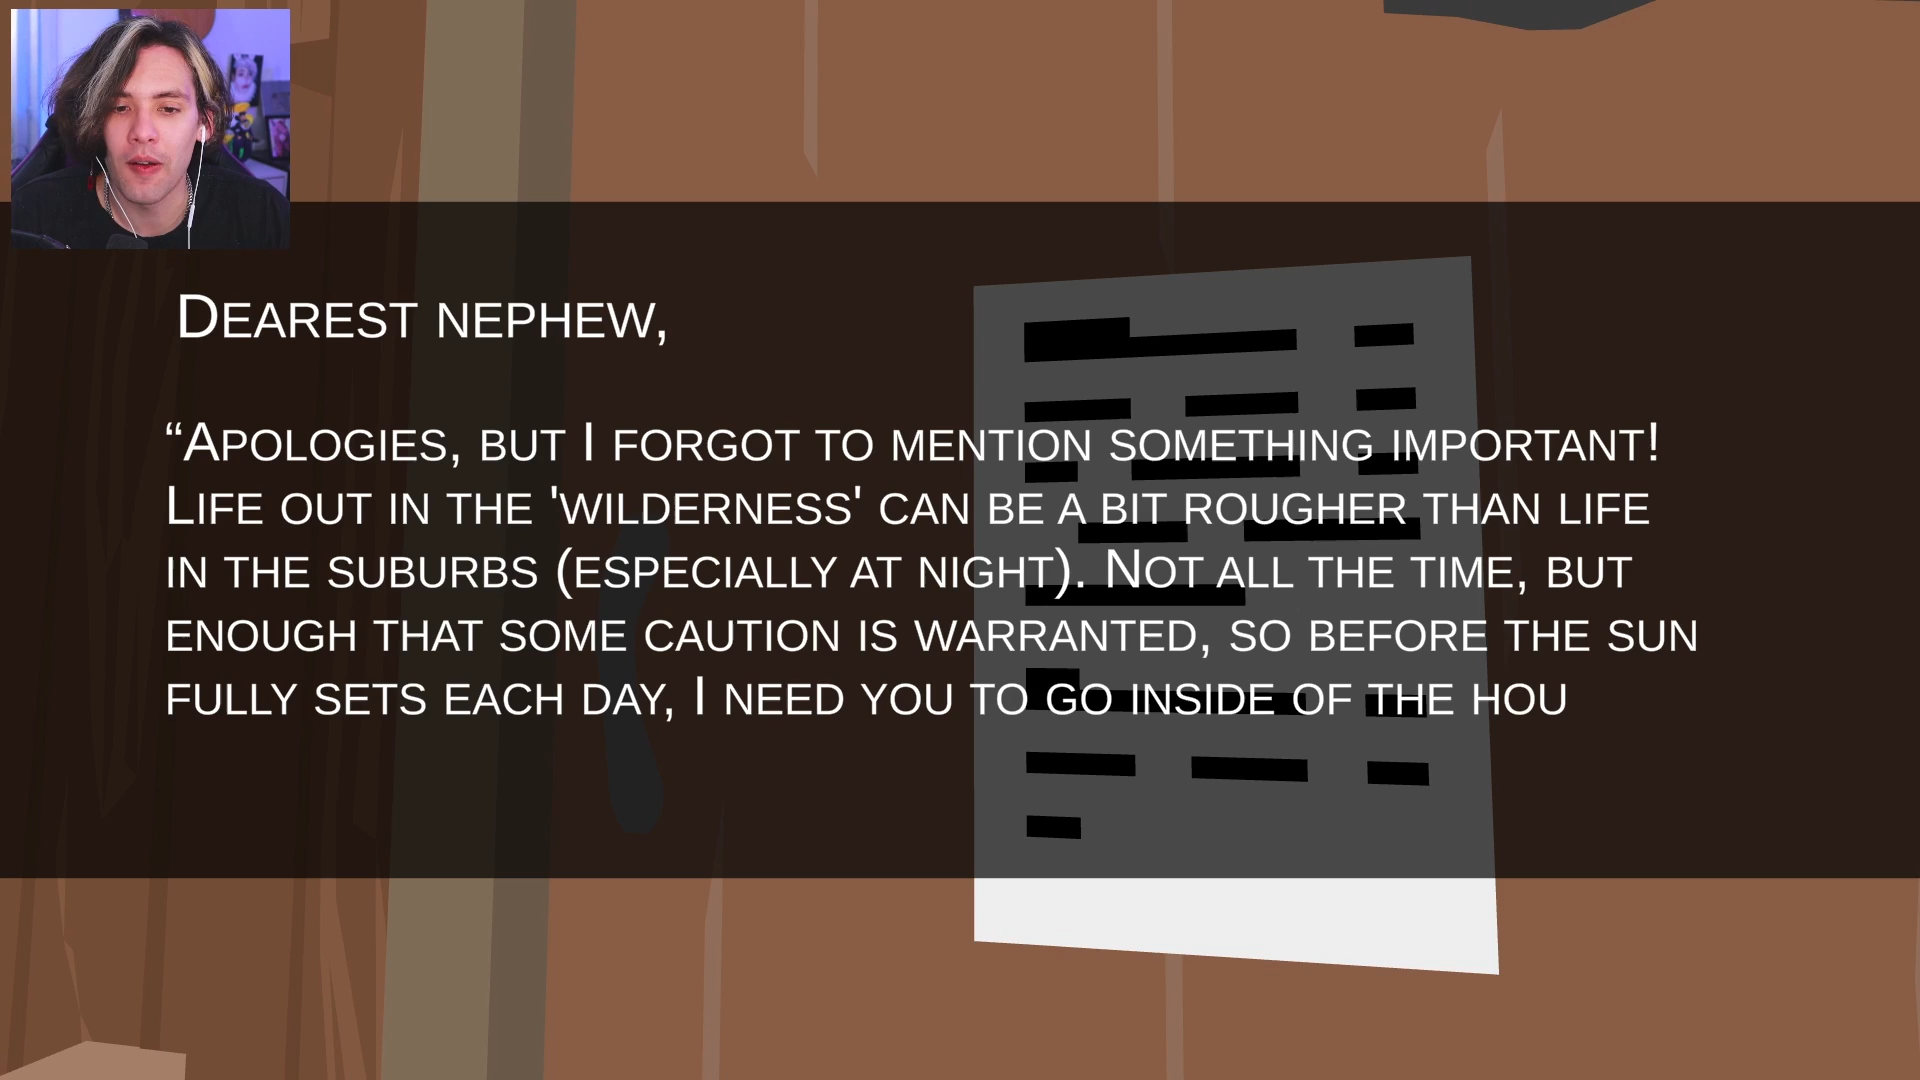 Dearest nephew,
“Apologies, but I forgot to mention something important!
Life out in the 'wilderness' can be a bit rougher than life
in the suburbs (especially at night). Not all the time, but
enough that some caution is warranted, so before the sun
fully sets each day, I need you to go inside of the hou